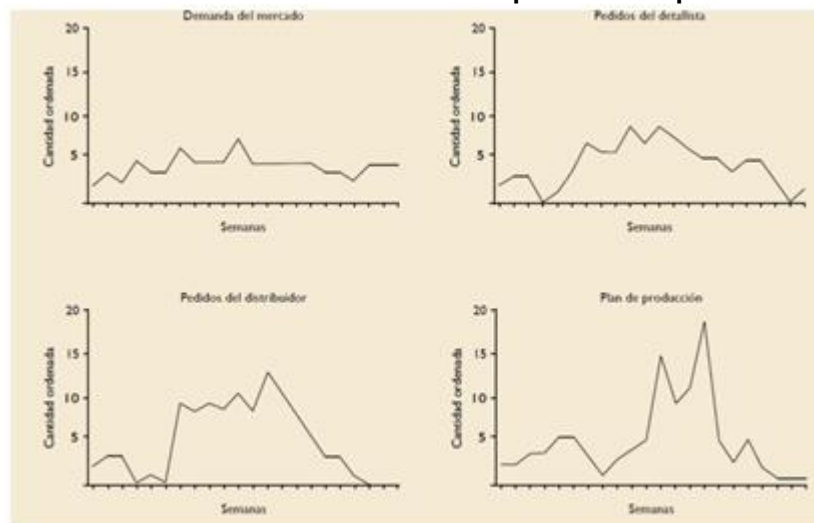 Demanda del mercado
Cantidad ordenada
20
15
10
5
Semanas
Pedidos del detallista
Cantidad ordenada
20
15
10
5
Semanas
Pedidos del distribuidor
Cantidad ordenada
20
15
10
5
Semanas
Plan de producción
Cantidad ordenada
20
15
10
5
Semanas